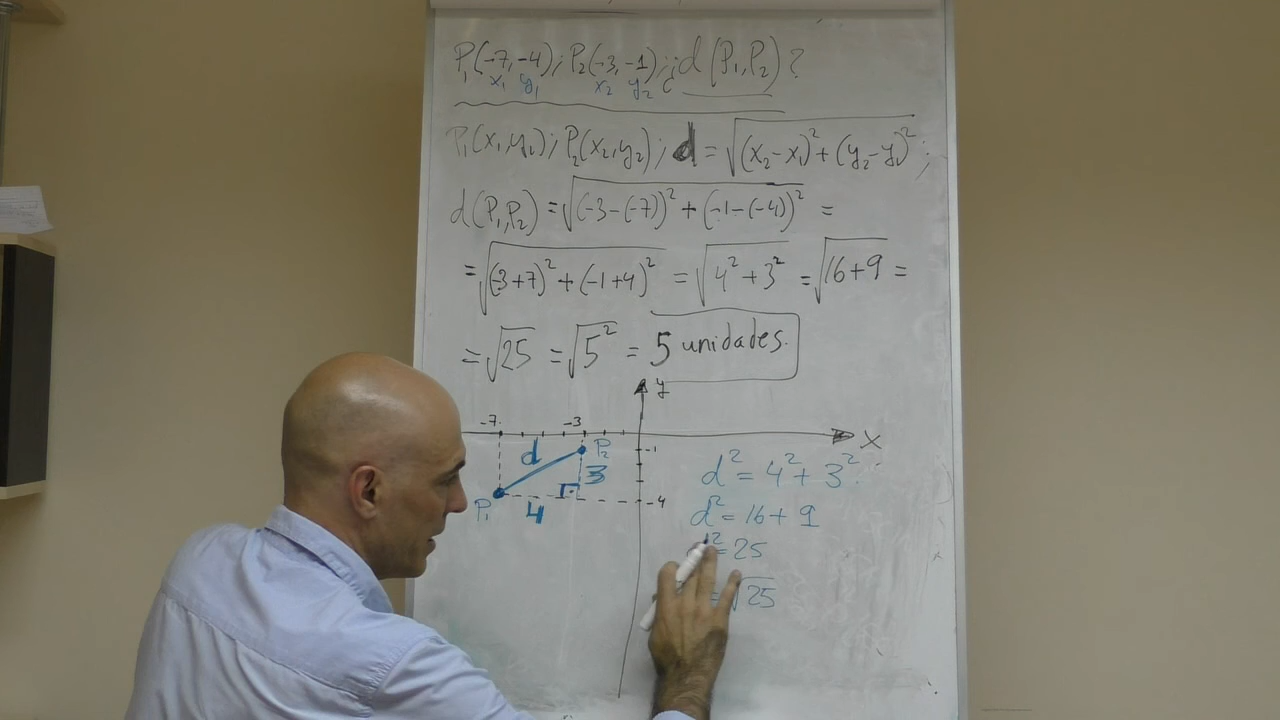 P₁(-7,-4); P₂(-3,-1); ¿d(P₁,P₂)?
x₁ y₁ x₂ y₂
P₁(x₁,y₁); P₂(x₂,y₂); d = √((x₂-x₁)²+(y₂-y₁)²);
d(P₁,P₂) = √((-3-(-7))²+(-1-(-4))²) =
= √((-3+7)²+(-1+4)²) = √(4²+3²) = √(16+9) =
= √25 = √5² = 5 unidades.
y
-7 -3
x
d P₂ -1
3
P₁ 4 -4
d² = 4²+3²
d² = 16+9
² = 25
= √25